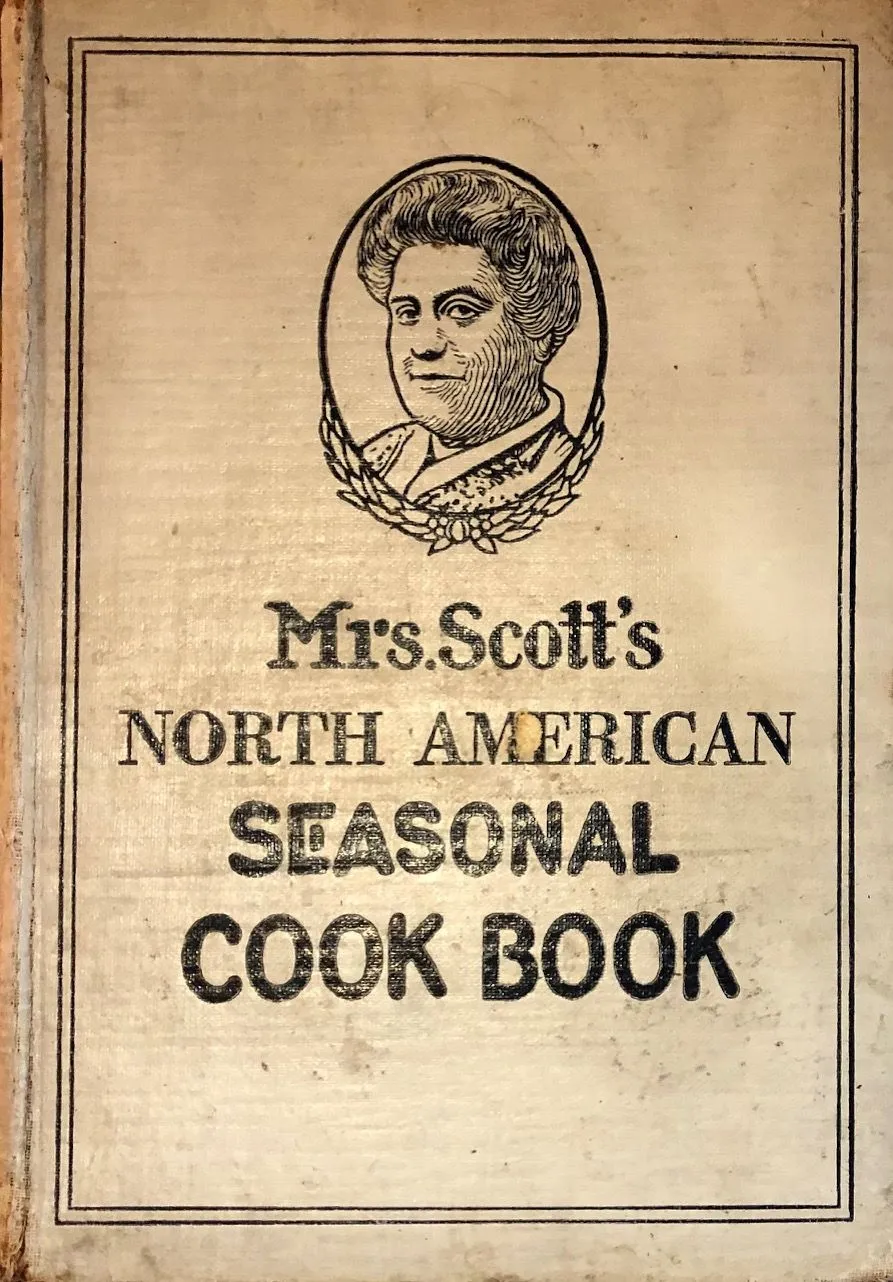 Mrs. Scott's
NORTH AMERICAN
SEASONAL
COOK BOOK